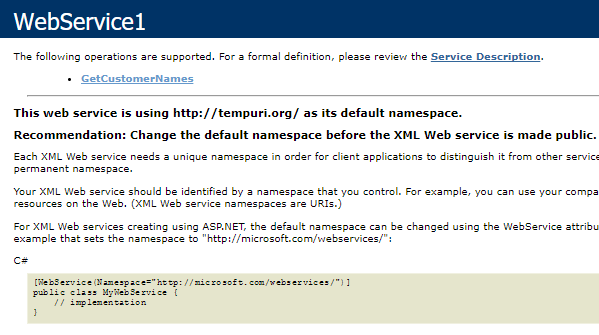 WebService1
The following operations are supported. For a formal definition, please review the Service Description.
• GetCustomerNames
This web service is using http://tempuri.org/ as its default namespace.
Recommendation: Change the default namespace before the XML Web service is made public.
Each XML Web service needs a unique namespace in order for client applications to distinguish it from other service
permanent namespace.
Your XML Web service should be identified by a namespace that you control. For example, you can use your compa
resources on the Web. (XML Web service namespaces are URIs.)
For XML Web services creating using ASP.NET, the default namespace can be changed using the WebService attribu
example that sets the namespace to "http://microsoft.com/webservices/":
C#
[WebService(Namespace="http://microsoft.com/webservices/")]
public class MyWebService {
// implementation
}